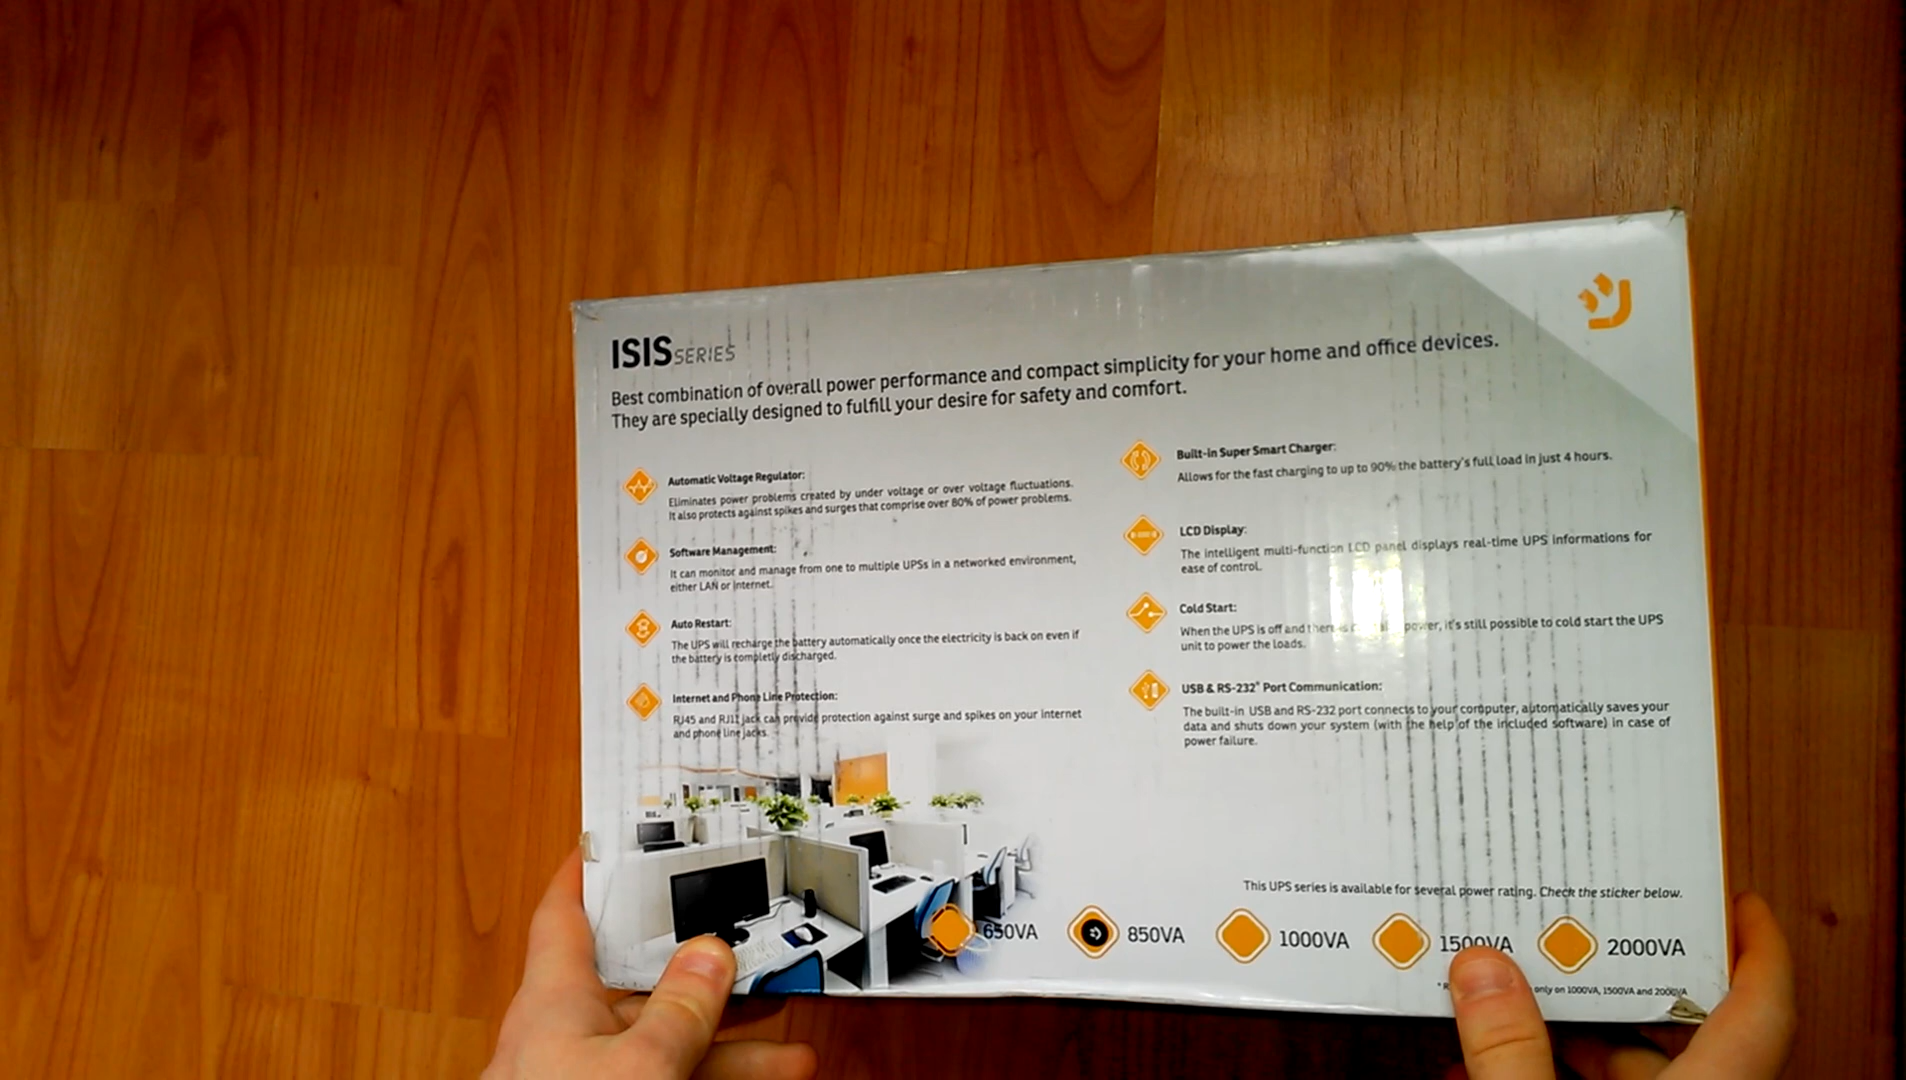 ISIS SERIES
Best combination of overall power performance and compact simplicity for your home and office devices.
They are specially designed to fulfill your desire for safety and comfort.
Automatic Voltage Regulator:
Eliminates power problems created by under voltage or over voltage fluctuations.
It also protects against spikes and surges that comprise over 80% of power problems.
Software Management:
It can monitor and manage from one to multiple UPSs in a networked environment,
either LAN or Internet.
Auto Restart:
The UPS will recharge the battery automatically once the electricity is back on even if
the battery is completly discharged.
Internet and Phone Line Protection:
RJ45 and RJ11 jack can provide protection against surge and spikes on your internet
and phone line jacks.
Built-in Super Smart Charger:
Allows for the fast charging to up to 90% the battery's full load in just 4 hours.
LCD Display:
The intelligent multi-function LCD panel displays real-time UPS informations for
ease of control.
Cold Start:
When the UPS is off and there is power, it's still possible to cold start the UPS
unit to power the loads.
USB & RS-232* Port Communication:
The built-in USB and RS-232 port connects to your computer, automatically saves your
data and shuts down your system (with the help of the included software) in case of
power failure.
This UPS series is available for several power rating. Check the sticker below.
650VA 850VA 1000VA 1500VA 2000VA
only on 1000VA, 1500VA and 2000VA